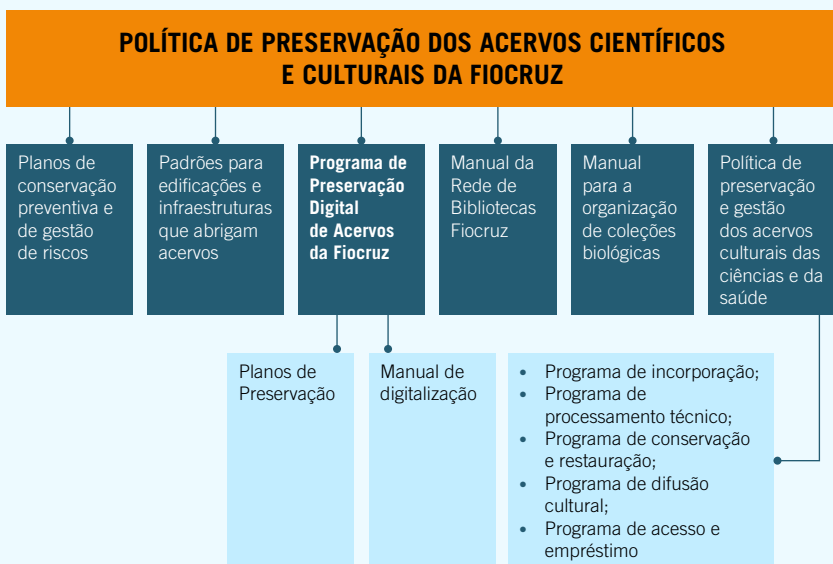 POLÍTICA DE PRESERVAÇÃO DOS ACERVOS CIENTÍFICOS
E CULTURAIS DA FIOCRUZ
Planos de
conservação
preventiva e
de gestão
de riscos
Padrões para
edificações e
infraestruturas
que abrigam
acervos
Programa de
Preservação
Digital
de Acervos
da Fiocruz
Manual da
Rede de
Bibliotecas
Fiocruz
Manual
para a
organização
de coleções
biológicas
Política de
preservação
e gestão
dos acervos
culturais das
ciências e da
saúde
Planos de
Preservação
Manual de
digitalização
• Programa de incorporação;
• Programa de
processamento técnico;
• Programa de conservação
e restauração;
• Programa de difusão
cultural;
• Programa de acesso e
empréstimo